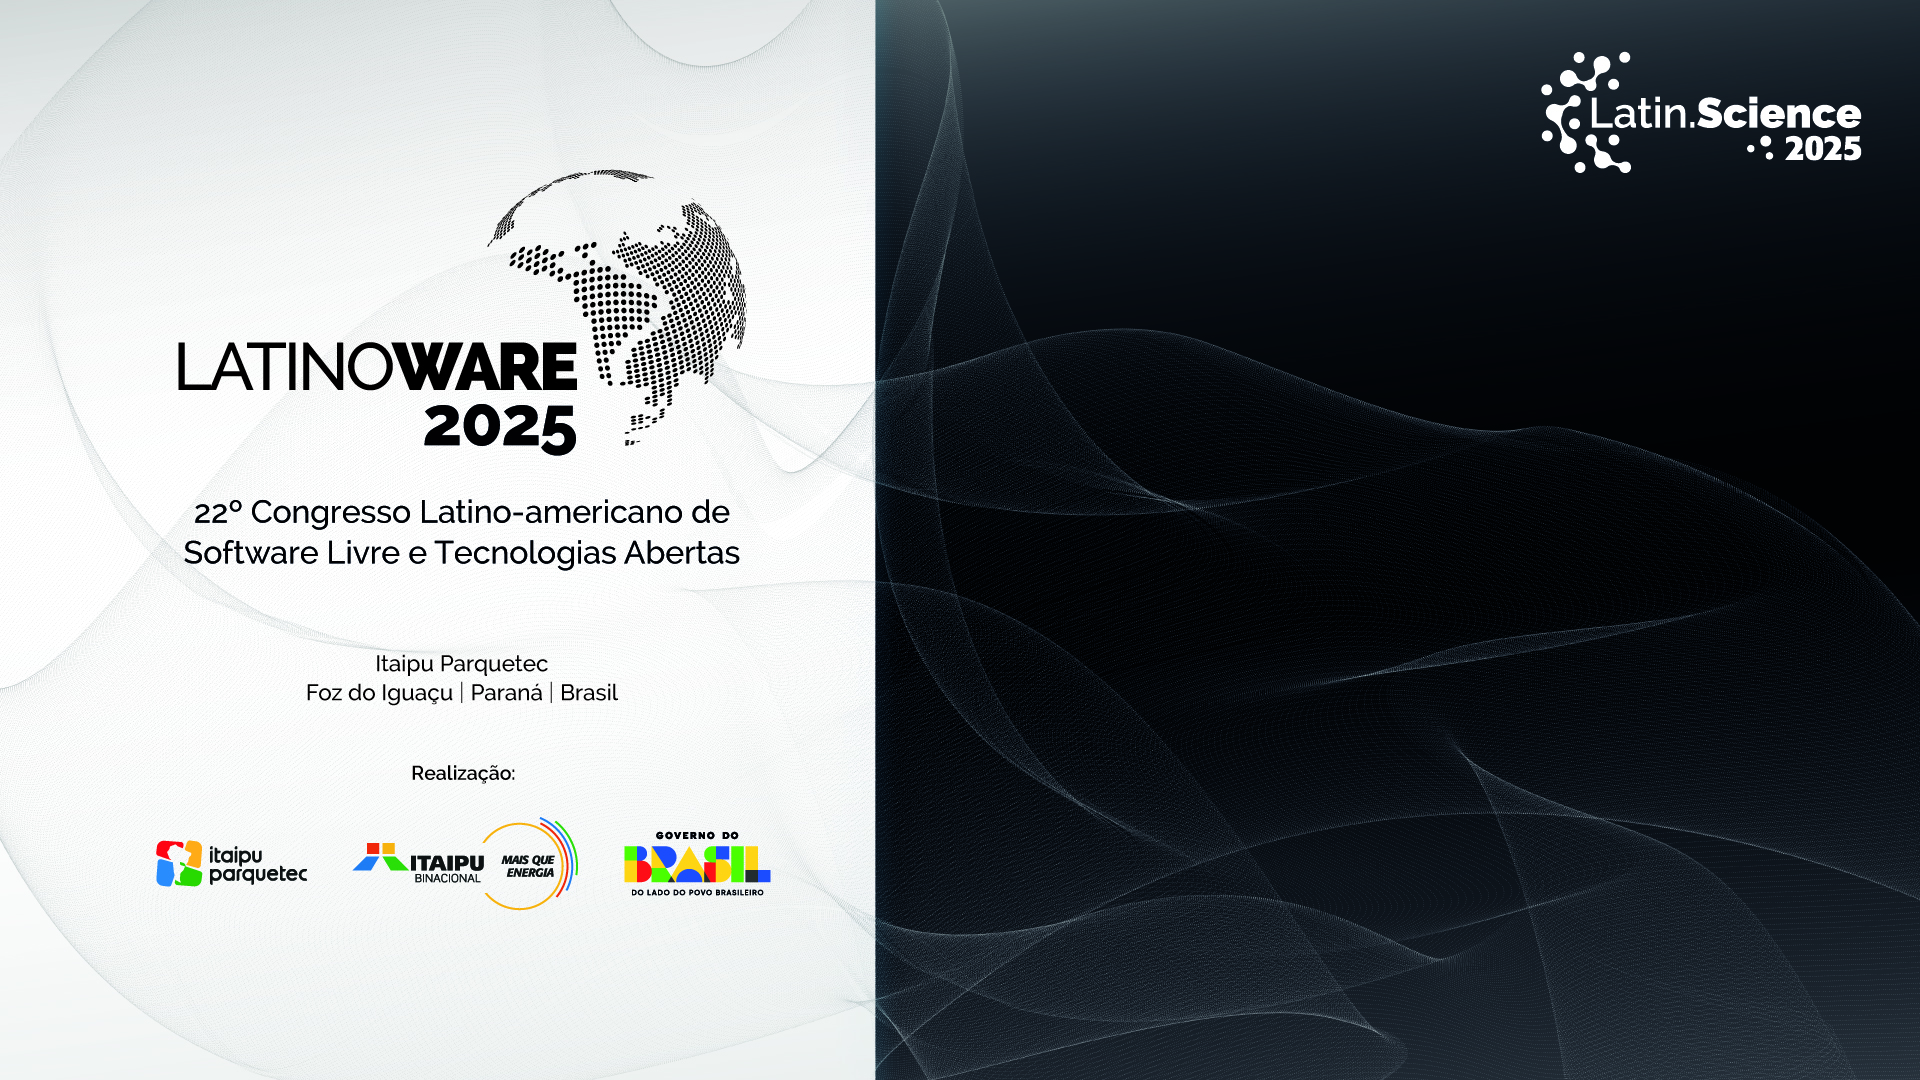 LATINOWARE
2025
22º Congresso Latino-americano de
Software Livre e Tecnologias Abertas
Itaipu Parquetec
Foz do Iguaçu | Paraná | Brasil
Realização:
itaipu
parquetec
ITAIPU
BINACIONAL
MAIS QUE
ENERGIA
GOVERNO DO
BRASIL
DO LADO DO POVO BRASILEIRO
Latin.Science
2025